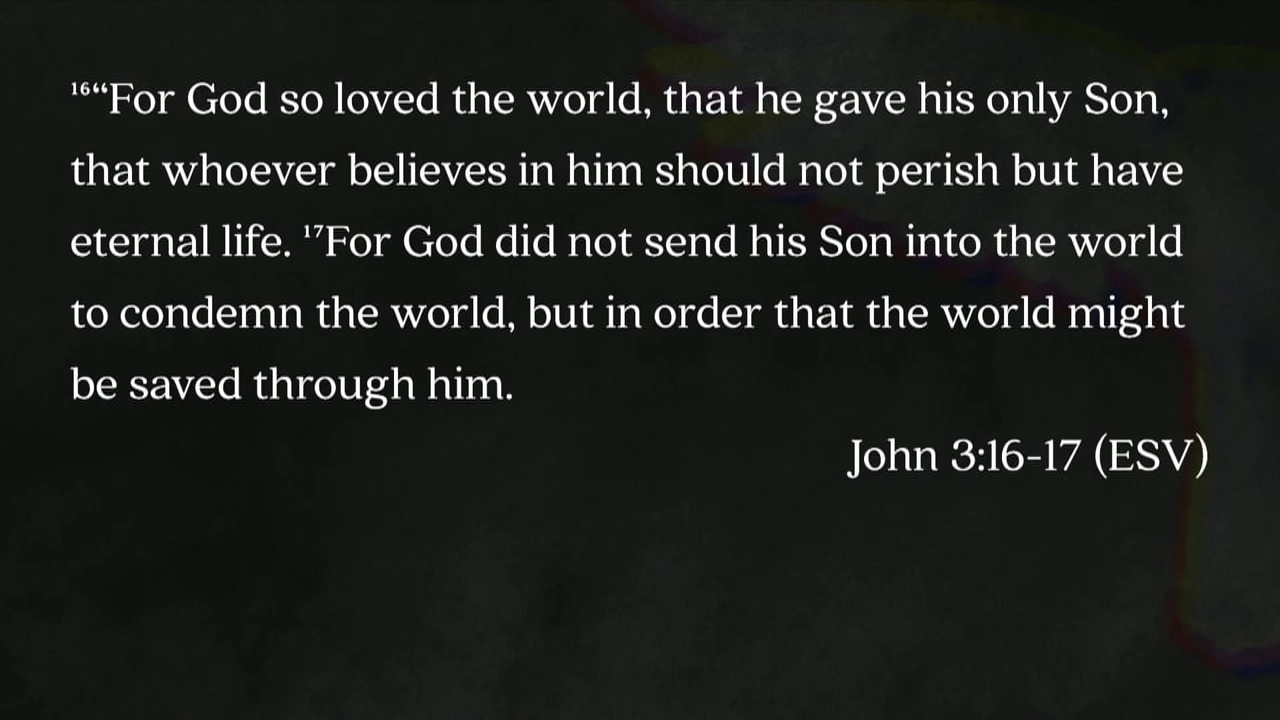 ¹⁶“For God so loved the world, that he gave his only Son,
that whoever believes in him should not perish but have
eternal life. ¹⁷For God did not send his Son into the world
to condemn the world, but in order that the world might
be saved through him.
John 3:16-17 (ESV)